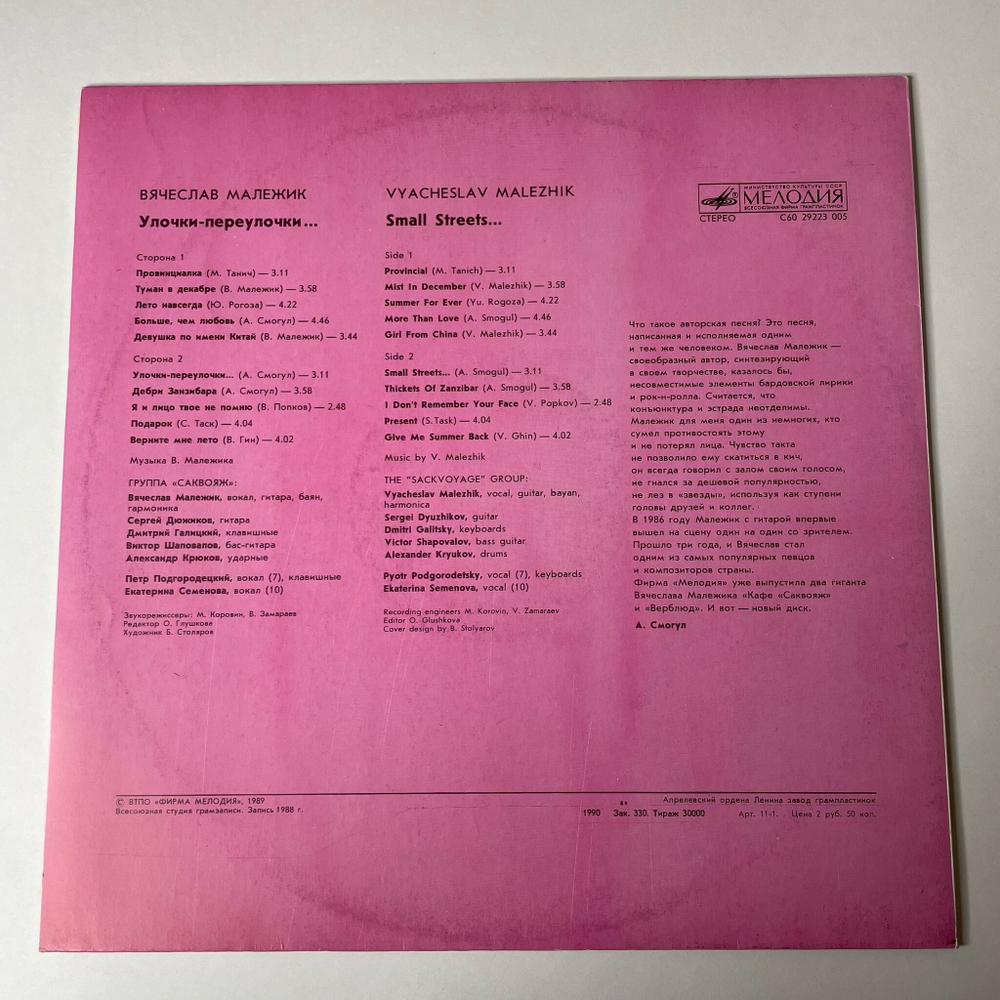 ВЯЧЕСЛАВ МАЛЕЖИК
Улочки-переулочки...
Сторона 1
Провинциалка (М. Танич) — 3.11
Туман в декабре (В. Малежик) — 3.58
Лето навсегда (Ю. Рогоза) — 4.22
Больше, чем любовь (А. Смогул) — 4.46
Девушка по имени Китай (В. Малежик) — 3.44
Сторона 2
Улочки-переулочки... (А. Смогул) — 3.11
Дебри Занзибара (А. Смогул) — 3.58
Я и лицо твое не помню (В. Попков) — 2.48
Подарок (С. Таск) — 4.04
Верните мне лето (В. Гин) — 4.02
Музыка В. Малежика
ГРУППА «САКВОЯЖ»:
Вячеслав Малежик, вокал, гитара, баян,
гармоника
Сергей Дюжиков, гитара
Дмитрий Галицкий, клавишные
Виктор Шаповалов, бас-гитара
Александр Крюков, ударные
Петр Подгородецкий, вокал (7), клавишные
Екатерина Семенова, вокал (10)
Звукорежиссеры: М. Коровин, В. Замараев
Редактор О. Глушкова
Художник Б. Столяров
VYACHESLAV MALEZHIK
Small Streets...
Side 1
Provincial (M. Tanich) — 3.11
Mist In December (V. Malezhik) — 3.58
Summer For Ever (Yu. Rogoza) — 4.22
More Than Love (A. Smogul) — 4.46
Girl From China (V. Malezhik) — 3.44
Side 2
Small Streets... (A. Smogul) — 3.11
Thickets Of Zanzibar (A. Smogul) — 3.58
I Don't Remember Your Face (V. Popkov) — 2.48
Present (S. Task) — 4.04
Give Me Summer Back (V. Ghin) — 4.02
Music by V. Malezhik
THE "SACKVOYAGE" GROUP:
Vyacheslav Malezhik, vocal, guitar, bayan,
harmonica
Sergei Dyuzhikov, guitar
Dmitri Galitsky, keyboards
Victor Shapovalov, bass guitar
Alexander Kryukov, drums
Pyotr Podgorodetsky, vocal (7), keyboards
Ekaterina Semenova, vocal (10)
Recording engineers M. Korovin, V. Zamaraev
Editor O. Glushkova
Cover design by B. Stolyarov
МИНИСТЕРСТВО КУЛЬТУРЫ СССР
МЕЛОДИЯ
ВСЕСОЮЗНАЯ ФИРМА ГРАМПЛАСТИНОК
СТЕРЕО С60 29223 005
Что такое авторская песня? Это песня,
написанная и исполняемая одним
и тем же человеком. Вячеслав Малежик —
своеобразный автор, синтезирующий
в своем творчестве, казалось бы,
несовместимые элементы бардовской лирики
и рок-н-ролла. Считается, что
конъюнктура и эстрада неотделимы.
Малежик для меня один из немногих, кто
сумел противостоять этому
и не потерял лица. Чувство такта
не позволило ему скатиться в кич,
он всегда говорил с залом своим голосом,
не гнался за дешевой популярностью,
не лез в «звезды», используя как ступени
головы друзей и коллег.
В 1986 году Малежик с гитарой впервые
вышел на сцену один на один со зрителем.
Прошло три года, и Вячеслав стал
одним из самых популярных певцов
и композиторов страны.
Фирма «Мелодия» уже выпустила два гиганта
Вячеслава Малежика «Кафе «Саквояж»
и «Верблюд». И вот — новый диск.
А. Смогул
© ВТПО «ФИРМА МЕЛОДИЯ», 1989
Всесоюзная студия грамзаписи. Запись 1988 г.
Апрелевский ордена Ленина завод грампластинок
1990 Зак. 330. Тираж 30000 Арт. 11-1. Цена 2 руб. 50 коп.